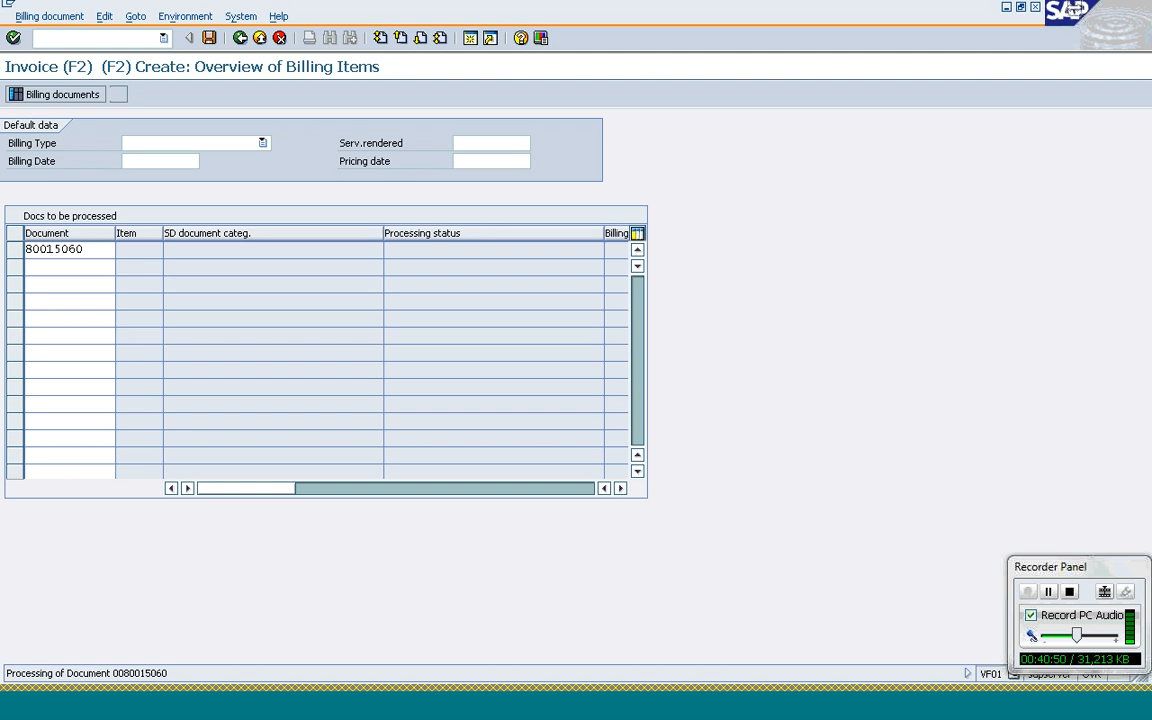 Billing document Edit Goto Environment System Help
SAP
Invoice (F2) (F2) Create: Overview of Billing Items
Billing documents
Default data
Billing Type Serv.rendered
Billing Date Pricing date
Docs to be processed
Document Item SD document categ. Processing status Billing
80015060
Recorder Panel
Record PC Audio
00:40:50 / 31,213 KB
Processing of Document 0080015060 VF01 sapserver OVR